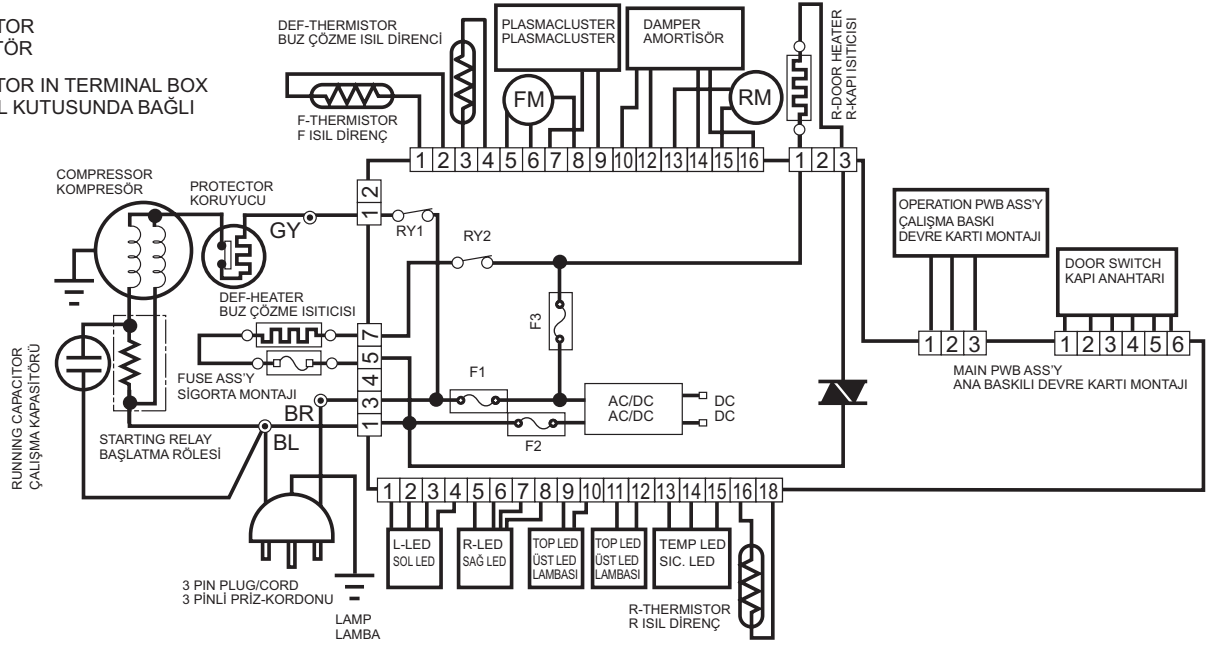 TOR
TÖR
TOR IN TERMINAL BOX
L KUTUSUNDA BAĞLI
DEF-THERMISTOR
BUZ ÇÖZME ISIL DİRENCİ
PLASMACLUSTER
PLASMACLUSTER
DAMPER
AMORTİSÖR
R-DOOR HEATER
R-KAPI ISITICISI
F-THERMISTOR
F ISIL DİRENÇ
FM
RM
1 2 3 4 5 6 7 8 9 10 12 13 14 15 16
1 2 3
COMPRESSOR
KOMPRESÖR
PROTECTOR
KORUYUCU
GY
1 2
RY1
RY2
OPERATION PWB ASS'Y
ÇALIŞMA BASKI
DEVRE KARTI MONTAJI
DOOR SWITCH
KAPI ANAHTARI
DEF-HEATER
BUZ ÇÖZME ISITICISI
F3
1 2 3
1 2 3 4 5 6
MAIN PWB ASS'Y
ANA BASKILI DEVRE KARTI MONTAJI
7
5
4
3
1
FUSE ASS'Y
SİGORTA MONTAJI
F1
AC/DC
AC/DC
DC
DC
F2
BR
BL
RUNNING CAPACITOR
ÇALIŞMA KAPASİTÖRÜ
STARTING RELAY
BAŞLATMA RÖLESİ
1 2 3 4 5 6 7 8 9 10 11 12 13 14 15 16 18
L-LED
SOL LED
R-LED
SAĞ LED
TOP LED
ÜST LED
LAMBASI
TOP LED
ÜST LED
LAMBASI
TEMP LED
SIC. LED
3 PIN PLUG/CORD
3 PİNLİ PRİZ-KORDONU
LAMP
LAMBA
R-THERMISTOR
R ISIL DİRENÇ